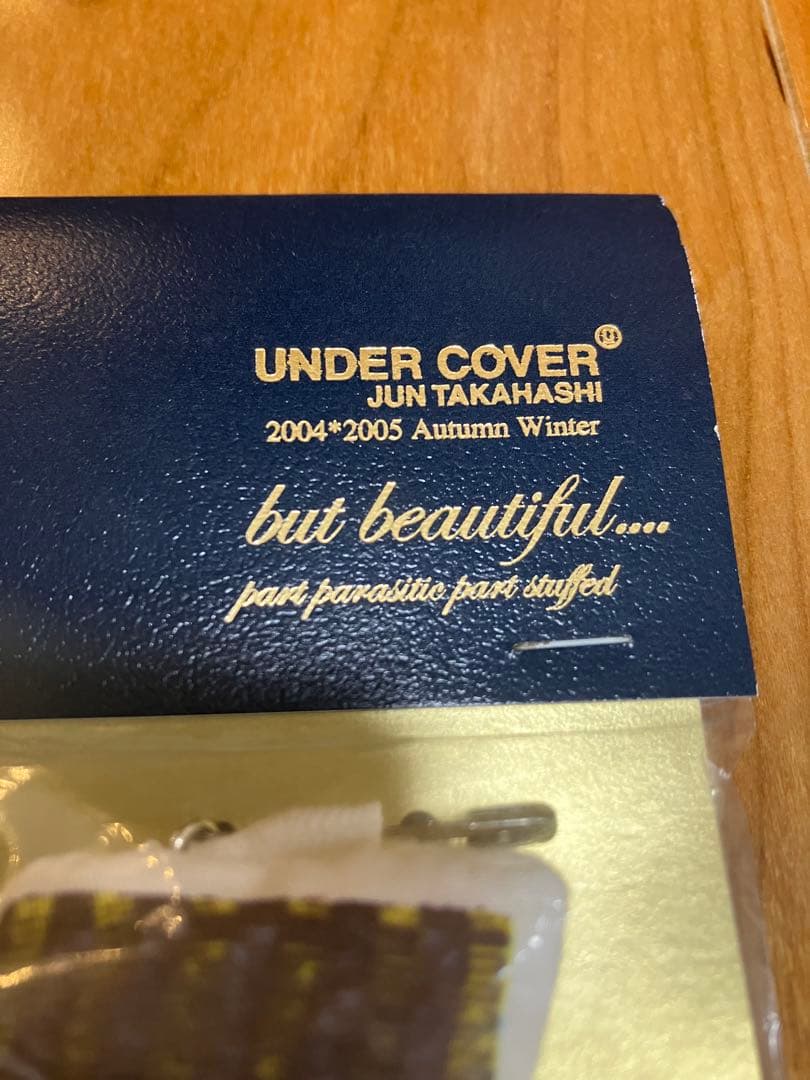 UNDER COVER
JUN TAKAHASHI
2004*2005 Autumn Winter
but beautiful....
part parasitic part stuffed